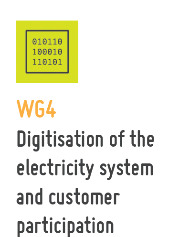 010110
100010
110101
WG4
Digitisation of the
electricity system
and customer
participation